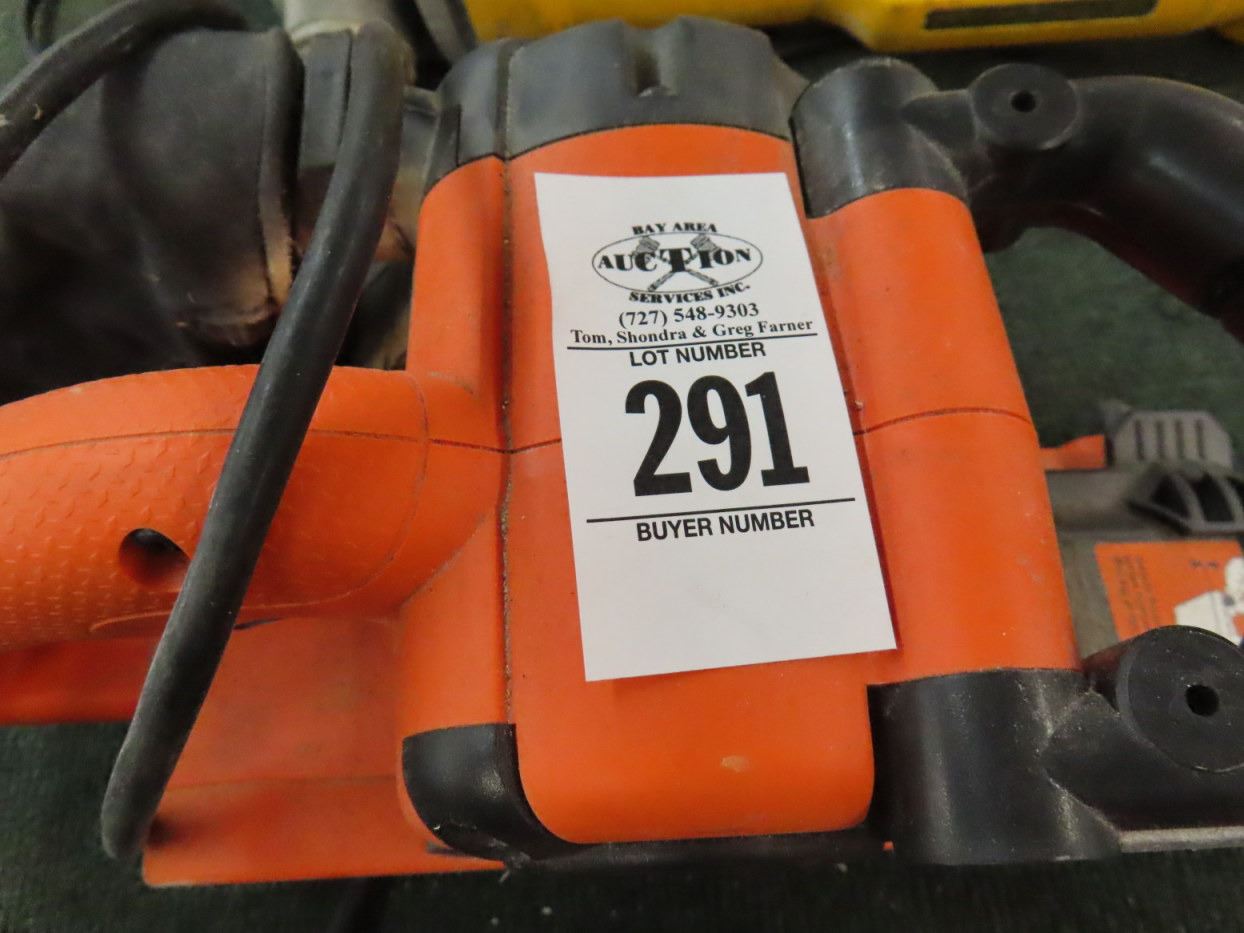 BAY AREA
AUCTION
SERVICES INC.
(727) 548-9303
Tom, Shondra & Greg Farner
LOT NUMBER
291
BUYER NUMBER